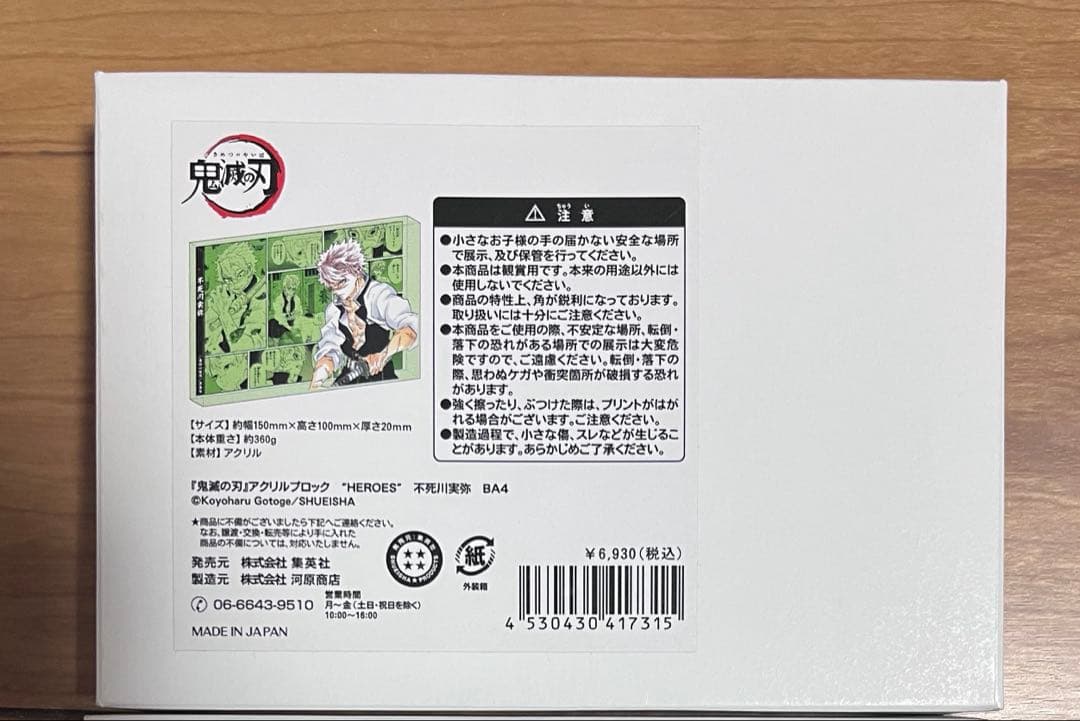 きめつのやいば
鬼滅の刃
不死川実弥
⚠ 注意
ちゅう い
●小さなお子様の手の届かない安全な場所
で展示、及び保管を行ってください。
●本商品は観賞用です。本来の用途以外には
使用しないでください。
●商品の特性上、角が鋭利になっております。
取り扱いには十分にご注意ください。
●本商品をご使用の際、不安定な場所、転倒・
落下の恐れがある場所での展示は大変危
険ですので、ご遠慮ください。転倒・落下の
際、思わぬケガや衝突箇所が破損する恐れ
があります。
●強く擦ったり、ぶつけた際は、プリントがはが
れる場合がございます。ご注意ください。
●製造過程で、小さな傷、スレなどが生じるこ
とがあります。あらかじめご了承ください。
【サイズ】約幅150mm×高さ100mm×厚さ20mm
【本体重さ】約360g
【素材】アクリル
『鬼滅の刃』アクリルブロック “HEROES” 不死川実弥 BA4
©Koyoharu Gotoge/SHUEISHA
★商品に不備がございましたら下記へご連絡ください。
なお、譲渡・交換・転売等により手に入れた
商品の不備については、対応いたしません。
発売元 株式会社 集英社
製造元 株式会社 河原商店
06-6643-9510
営業時間
月～金(土日・祝日を除く)
10:00～16:00
MADE IN JAPAN
SHUEISHA PRODUCTS
紙
外装箱
¥6,930(税込)
4 530430 417315